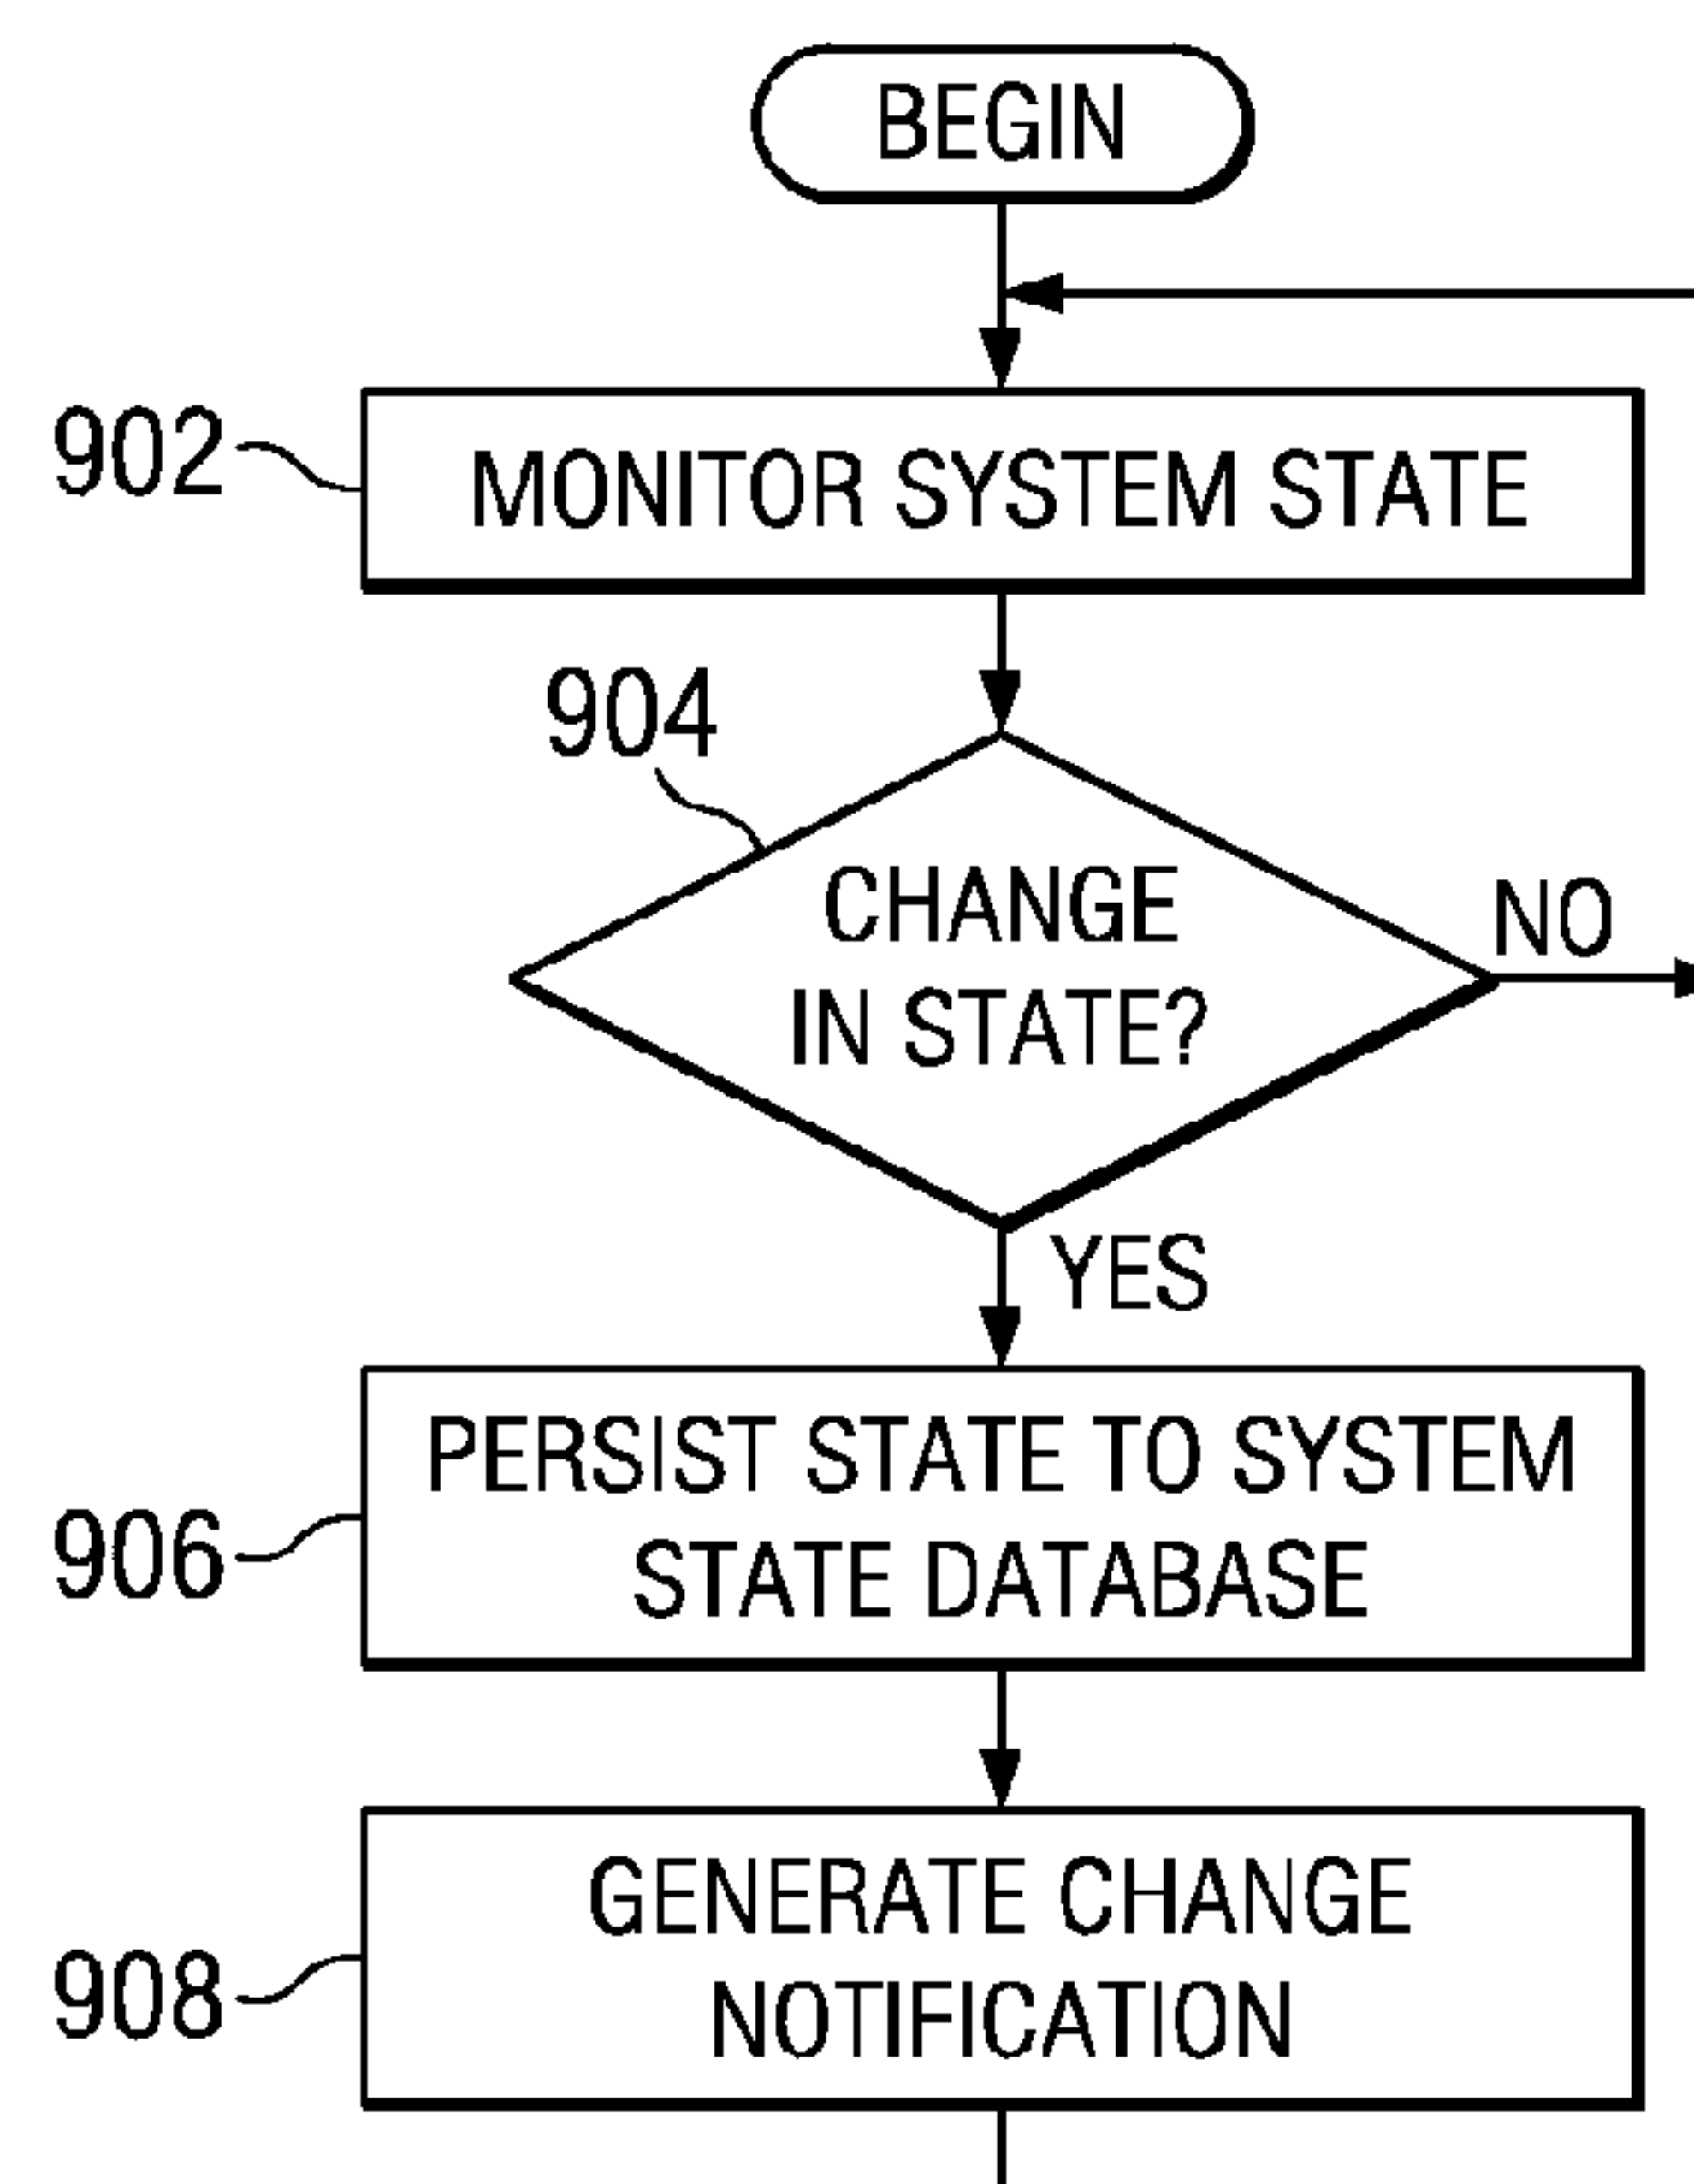 BEGIN
902
MONITOR SYSTEM STATE
904
CHANGE
IN STATE?
NO
YES
906
PERSIST STATE TO SYSTEM
STATE DATABASE
908
GENERATE CHANGE
NOTIFICATION